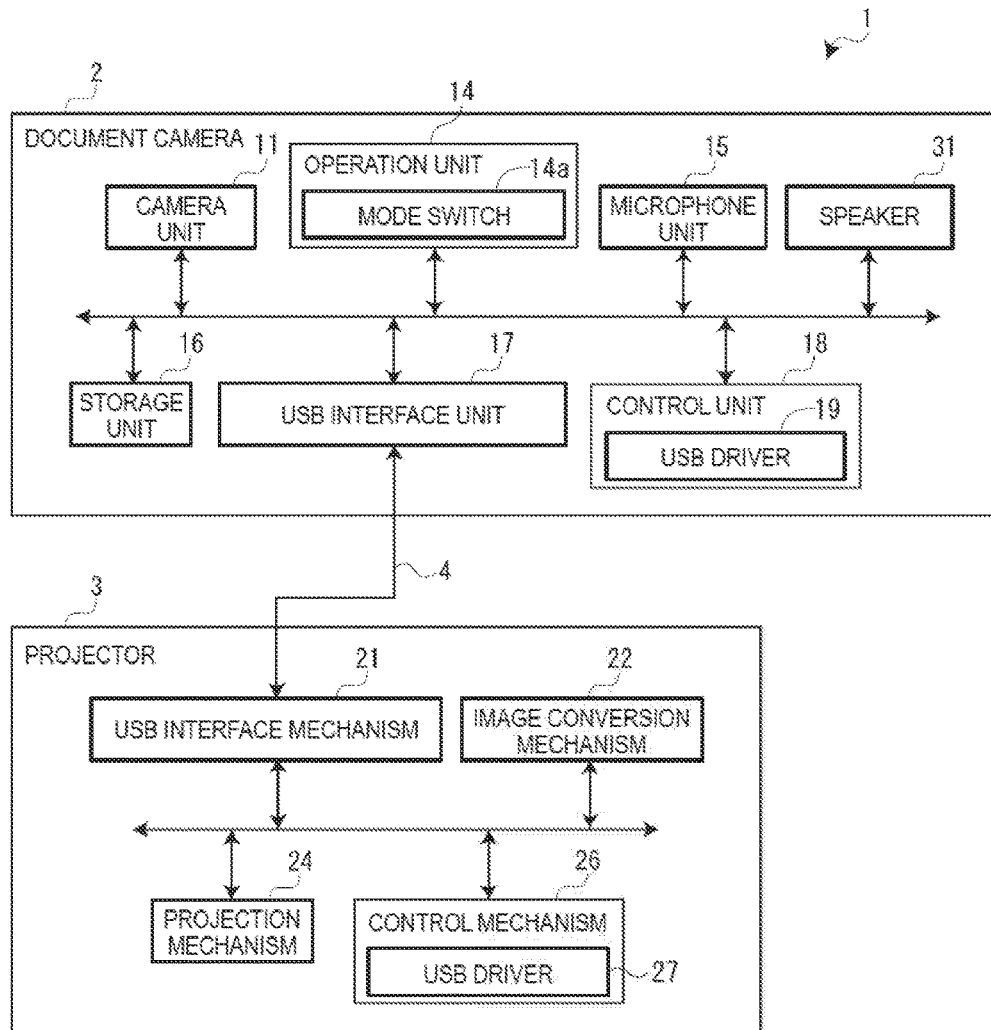 1
2
DOCUMENT CAMERA
11
CAMERA
UNIT
14
OPERATION UNIT
14a
MODE SWITCH
15
MICROPHONE
UNIT
31
SPEAKER
16
STORAGE
UNIT
17
USB INTERFACE UNIT
18
CONTROL UNIT
19
USB DRIVER
4
3
PROJECTOR
21
USB INTERFACE MECHANISM
22
IMAGE CONVERSION
MECHANISM
24
PROJECTION
MECHANISM
26
CONTROL MECHANISM
USB DRIVER
27